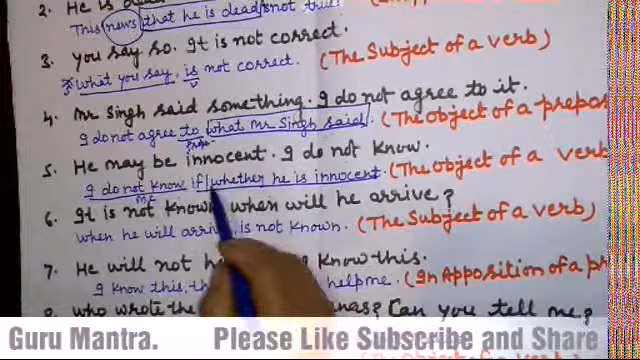 2. He is
This news that he is dead is not true.
3. You say so. It is not correct.
What you say, is not correct. (The Subject of a verb)
V
4. Mr Singh said something. I do not agree to it.
I do not agree to what Mr Singh said. (The object of a
5. He may be innocent. I do not know.
I do not know if/whether he is innocent. (The Object of a verb
6. It is not known when will he arrive?
when he will is not known. (The Subject of a verb)
7. He will not know this.
I know this, help me. (In Apposition of a
who wrote the Can you tell me?
Guru Mantra. Please Like Subscribe and Share